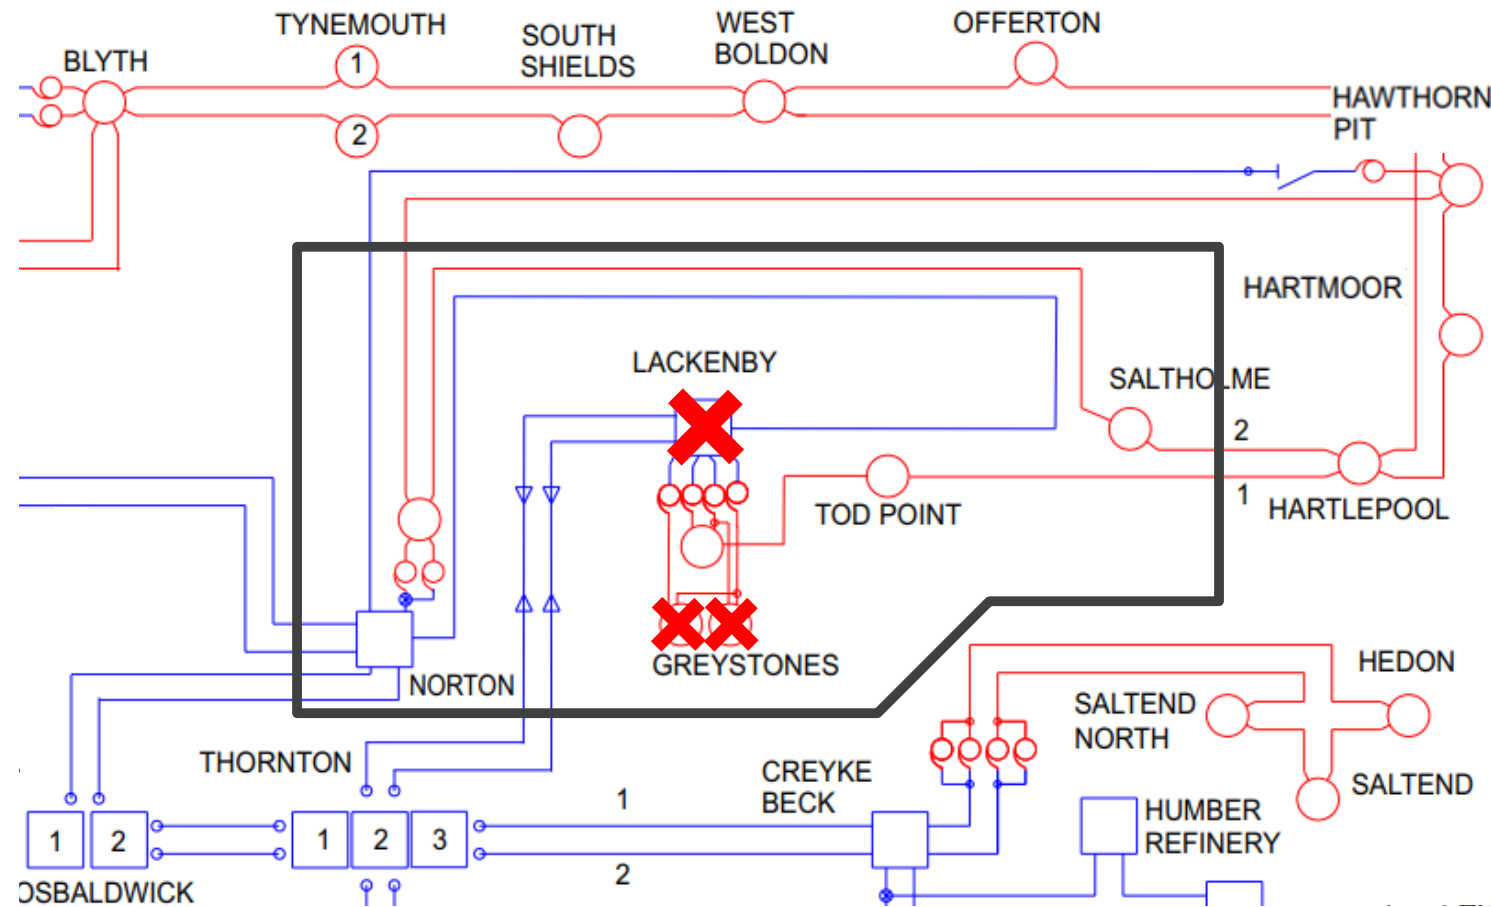 TYNEMOUTH
SOUTH
SHIELDS
WEST
BOLDON
OFFERTON
BLYTH
1
2
HAWTHORN
PIT
HARTMOOR
LACKENBY
SALTHOLME
2
1
TOD POINT
HARTLEPOOL
GREYSTONES
NORTON
HEDON
SALTEND
NORTH
THORNTON
CREYKE
BECK
SALTEND
1
2
HUMBER
REFINERY
1
2
1
2
3
OSBALDWICK